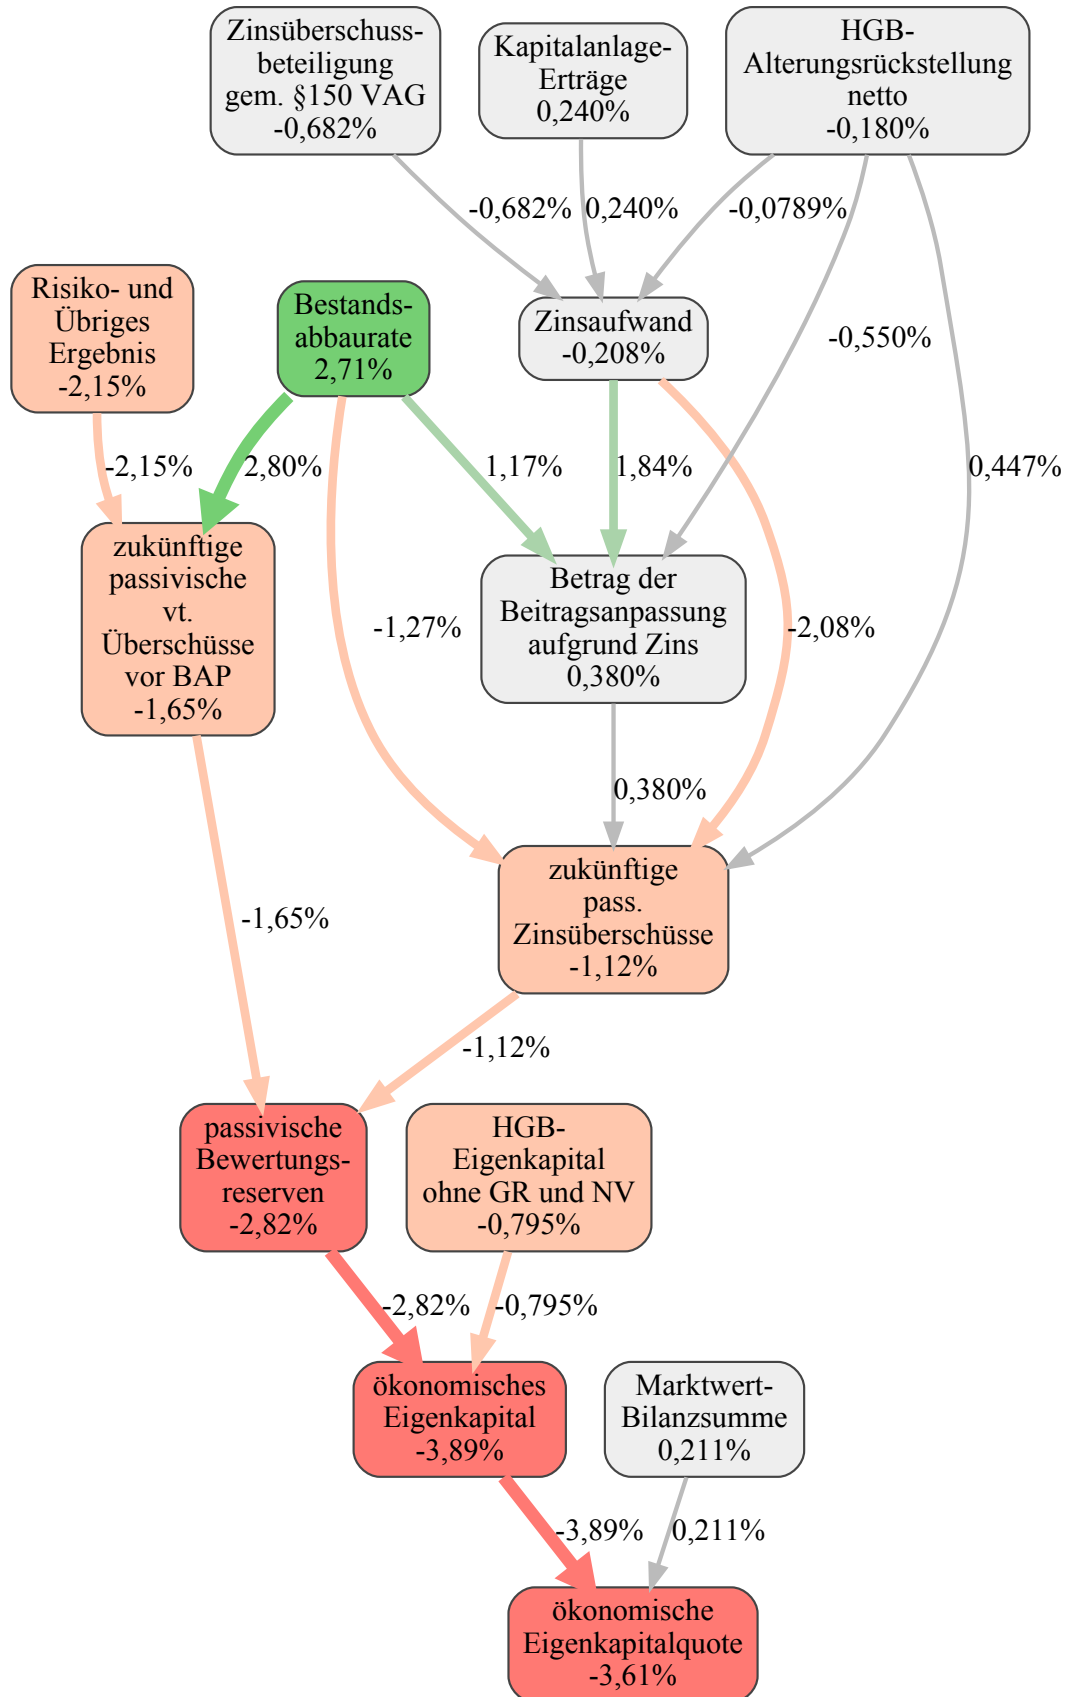 Zinsüberschuss-
beteiligung
gem. §150 VAG
-0,682%
Kapitalanlage-
Erträge
0,240%
HGB-
Alterungsrückstellung
netto
-0,180%
-0,682%
0,240%
-0,0789%
Risiko- und
Übriges
Ergebnis
-2,15%
Bestands-
abbaurate
2,71%
Zinsaufwand
-0,208%
-0,550%
-2,15%
2,80%
1,17%
1,84%
0,447%
zukünftige
passivische
vt.
Überschüsse
vor BAP
-1,65%
-1,27%
Betrag der
Beitragsanpassung
aufgrund Zins
0,380%
-2,08%
0,380%
-1,65%
zukünftige
pass.
Zinsüberschüsse
-1,12%
-1,12%
passivische
Bewertungs-
reserven
-2,82%
HGB-
Eigenkapital
ohne GR und NV
-0,795%
-2,82%
-0,795%
ökonomisches
Eigenkapital
-3,89%
Marktwert-
Bilanzsumme
0,211%
-3,89%
0,211%
ökonomische
Eigenkapitalquote
-3,61%